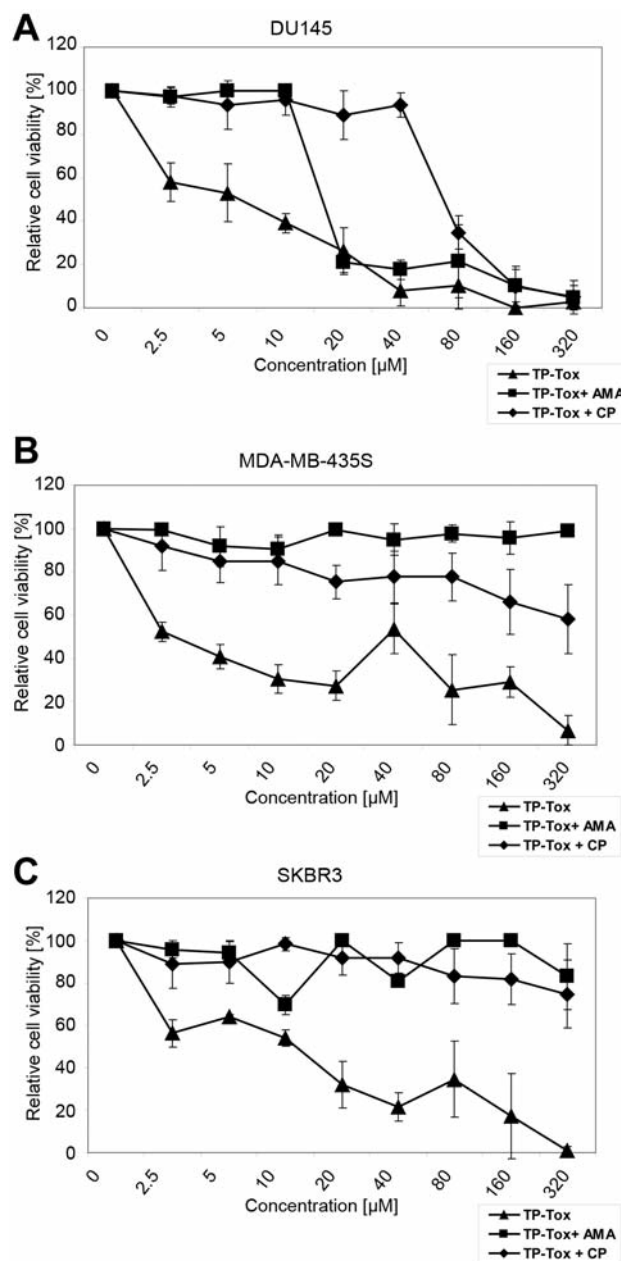 A
DU145
Relative cell viability [%]
120
100
80
60
40
20
0
0 2.5 5 10 20 40 80 160 320
Concentration [µM]
TP-Tox
TP-Tox+ AMA
TP-Tox + CP
B
MDA-MB-435S
Relative cell viability [%]
120
100
80
60
40
20
0
0 2.5 5 10 20 40 80 160 320
Concentration [µM]
TP-Tox
TP-Tox+ AMA
TP-Tox + CP
C
SKBR3
Relative cell viability [%]
120
100
80
60
40
20
0
0 2.5 5 10 20 40 80 160 320
Concentration [µM]
TP-Tox
TP-Tox+ AMA
TP-Tox + CP